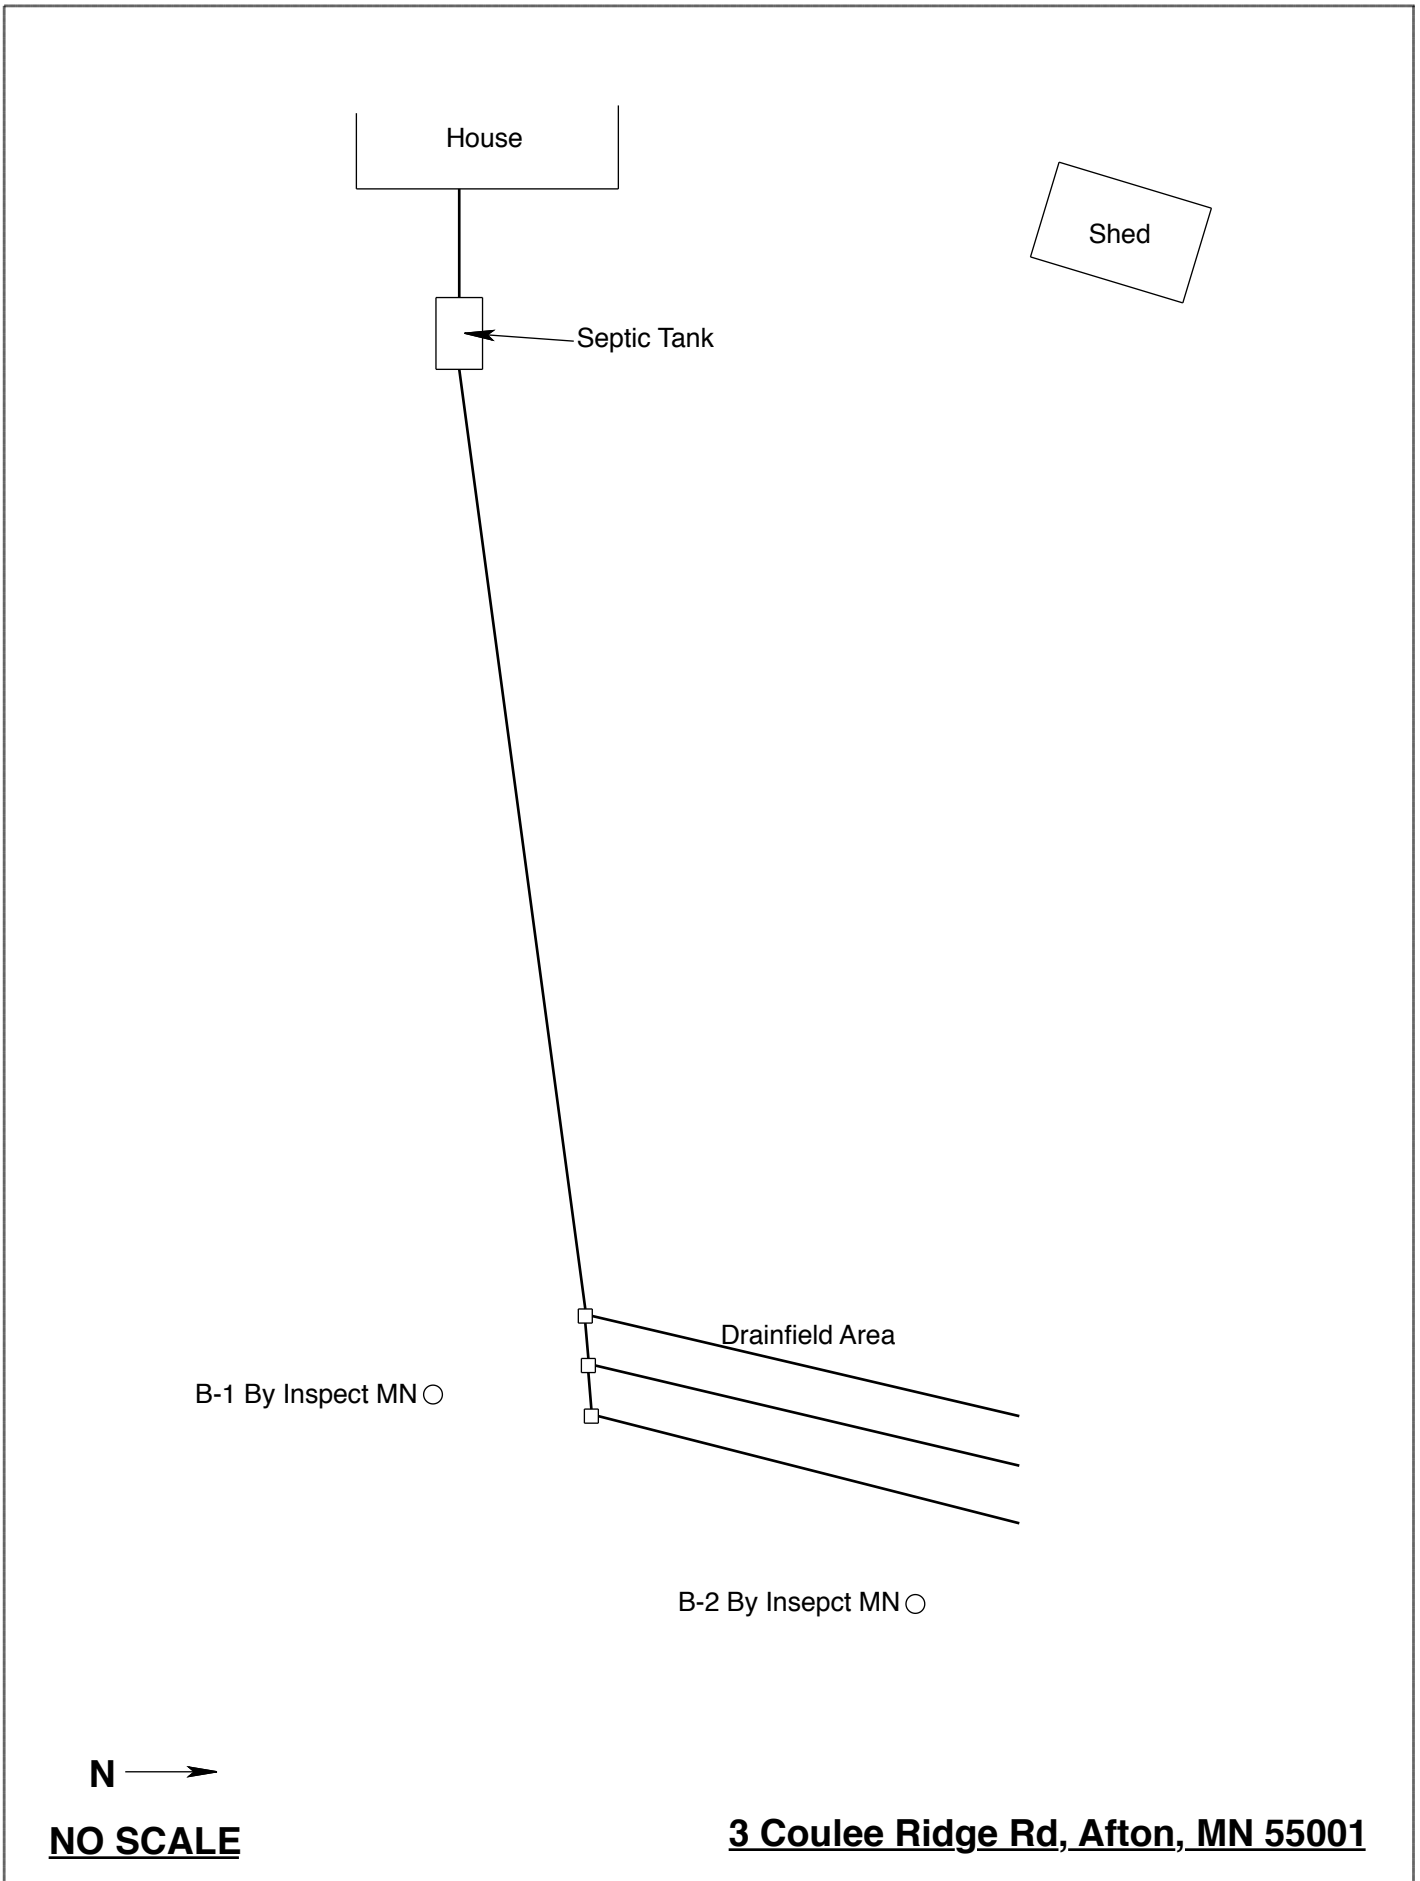 House
Shed
Septic Tank
Drainfield Area
B-1 By Inspect MN
B-2 By Insepct MN
N
NO SCALE
3 Coulee Ridge Rd, Afton, MN 55001